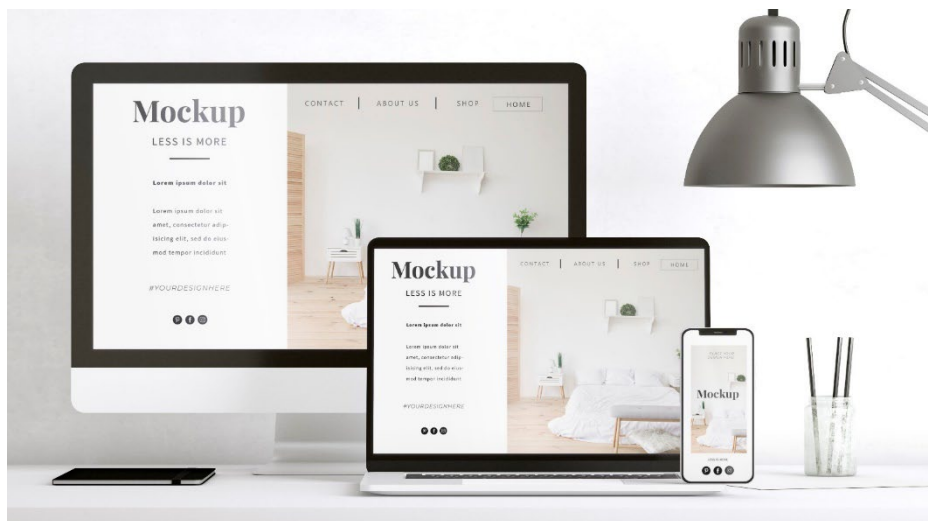 Mockup
LESS IS MORE
Lorem ipsum dolor sit
Lorem ipsum dolor sit
amet, consectetur adip-
isicing elit, sed do eius-
mod tempor incididunt
#YOURDESIGNHERE
CONTACT | ABOUT US | SHOP HOME
Mockup
LESS IS MORE
Lorem ipsum dolor sit
Lorem ipsum dolor sit
amet, consectetur adip-
isicing elit, sed do eius-
mod tempor incididunt
#YOURDESIGNHERE
CONTACT | ABOUT US | SHOP HOME
Mockup